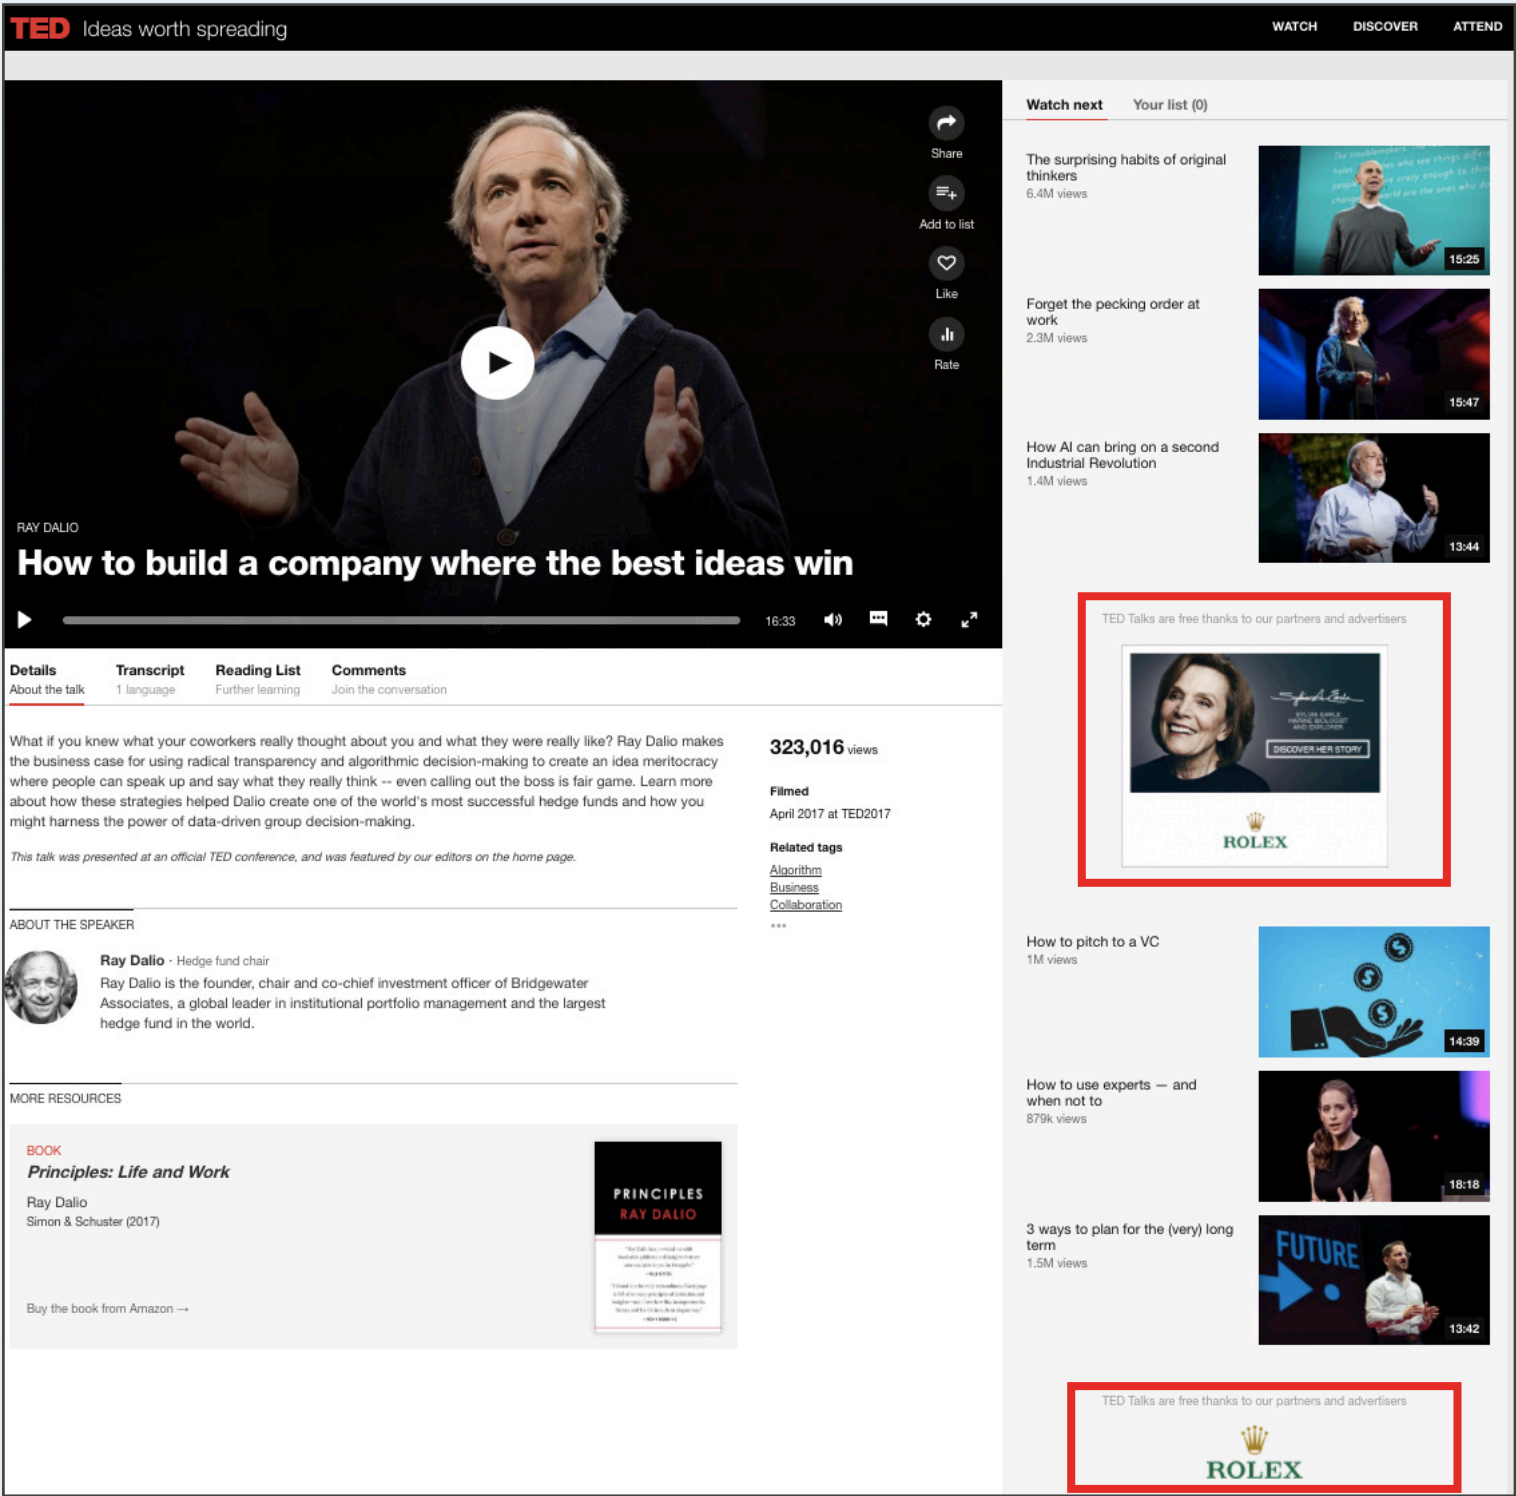 TED Ideas worth spreading
WATCH DISCOVER ATTEND
Share
Add to list
Like
Rate
RAY DALIO
How to build a company where the best ideas win
16:33
Details
About the talk
Transcript
1 language
Reading List
Further learning
Comments
Join the conversation
What if you knew what your coworkers really thought about you and what they were really like? Ray Dalio makes
the business case for using radical transparency and algorithmic decision-making to create an idea meritocracy
where people can speak up and say what they really think -- even calling out the boss is fair game. Learn more
about how these strategies helped Dalio create one of the world's most successful hedge funds and how you
might harness the power of data-driven group decision-making.
This talk was presented at an official TED conference, and was featured by our editors on the home page.
323,016 views
Filmed
April 2017 at TED2017
Related tags
Algorithm
Business
Collaboration
...
ABOUT THE SPEAKER
Ray Dalio · Hedge fund chair
Ray Dalio is the founder, chair and co-chief investment officer of Bridgewater
Associates, a global leader in institutional portfolio management and the largest
hedge fund in the world.
MORE RESOURCES
BOOK
Principles: Life and Work
Ray Dalio
Simon & Schuster (2017)
Buy the book from Amazon →
PRINCIPLES
RAY DALIO
Watch next Your list (0)
The surprising habits of original
thinkers
6.4M views
15:25
Forget the pecking order at
work
2.3M views
15:47
How AI can bring on a second
Industrial Revolution
1.4M views
13:44
TED Talks are free thanks to our partners and advertisers
SYLVIA EARLE
MARINE BIOLOGIST
AND EXPLORER
DISCOVER HER STORY
ROLEX
How to pitch to a VC
1M views
14:39
How to use experts — and
when not to
879k views
18:18
3 ways to plan for the (very) long
term
1.5M views
FUTURE
13:42
TED Talks are free thanks to our partners and advertisers
ROLEX